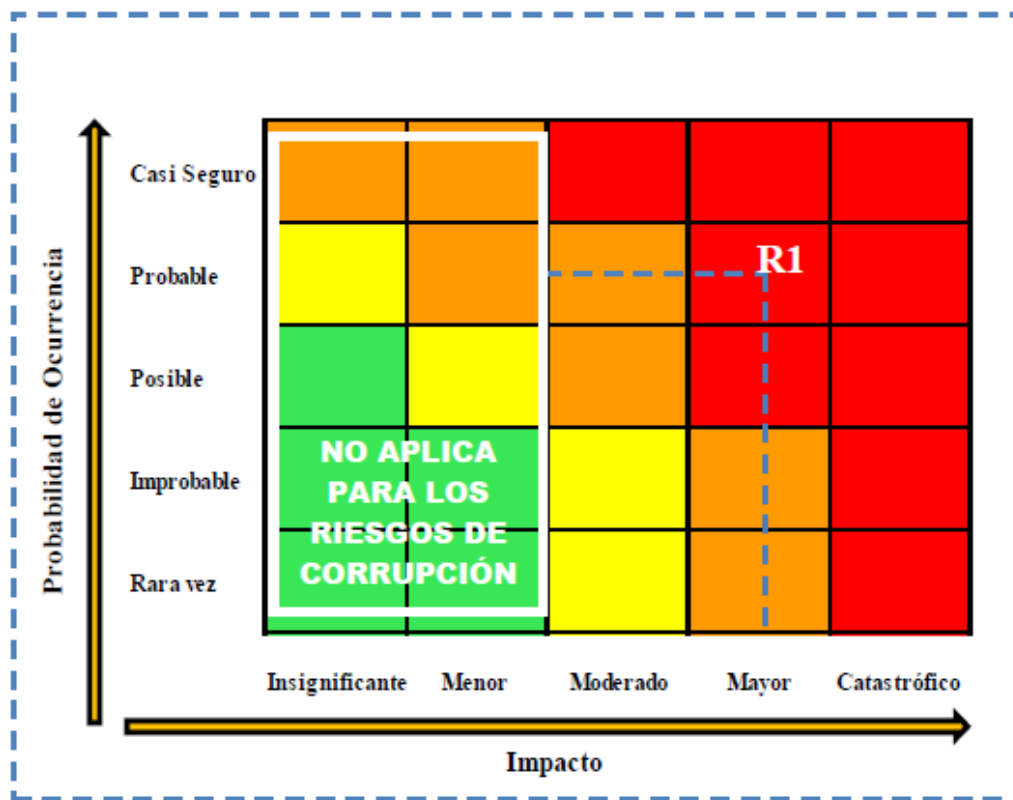 Probabilidad de Ocurrencia
Casi Seguro
Probable
R1
Posible
Improbable
Rara vez
NO APLICA
PARA LOS
RIESGOS DE
CORRUPCIÓN
Insignificante Menor Moderado Mayor Catastrófico
Impacto